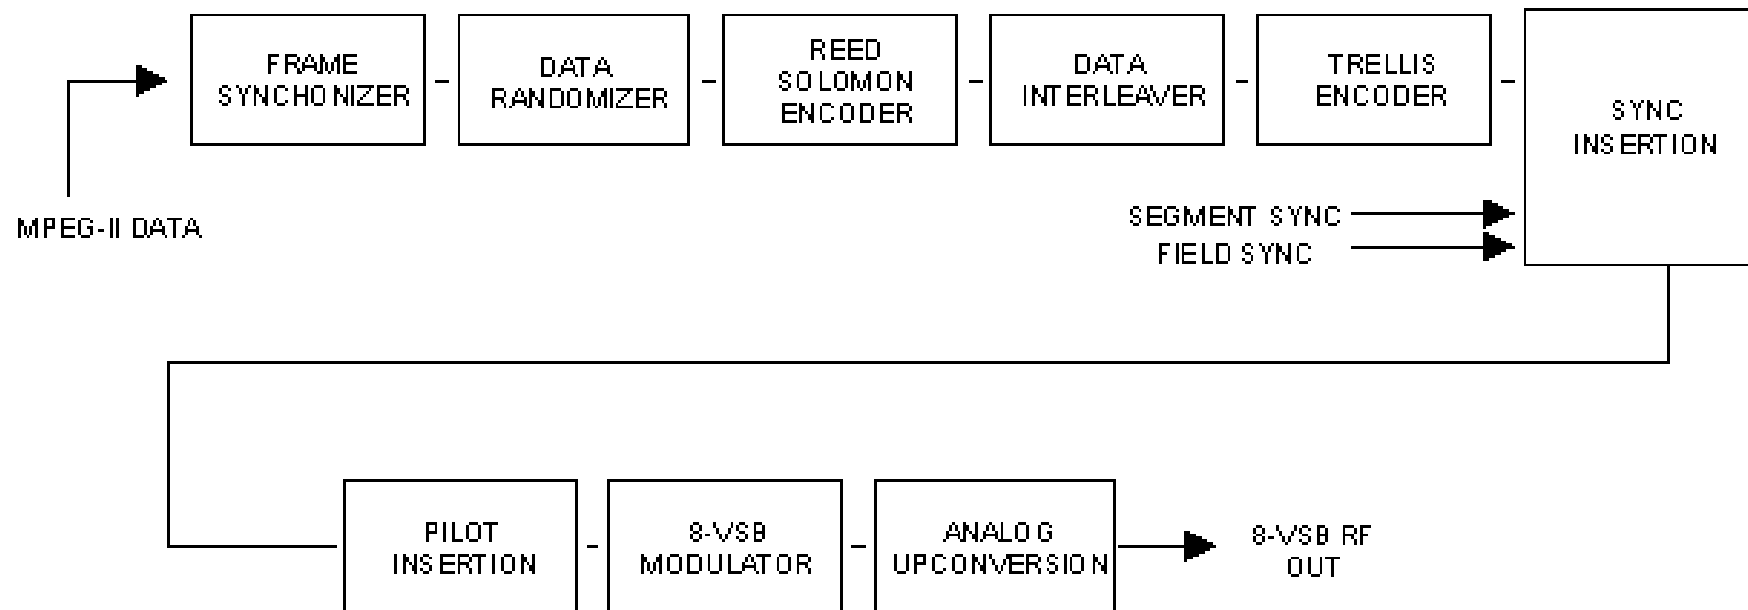 FRAME
SYNCHONIZER
DATA
RANDOMIZER
REED
SOLOMON
ENCODER
DATA
INTERLEAVER
TRELLIS
ENCODER
SYNC
INSERTION
MPEG-II DATA
SEGMENT SYNC
FIELD SYNC
PILOT
INSERTION
8-VSB
MODULATOR
ANALOG
UPCONVERSION
8-VSB RF
OUT